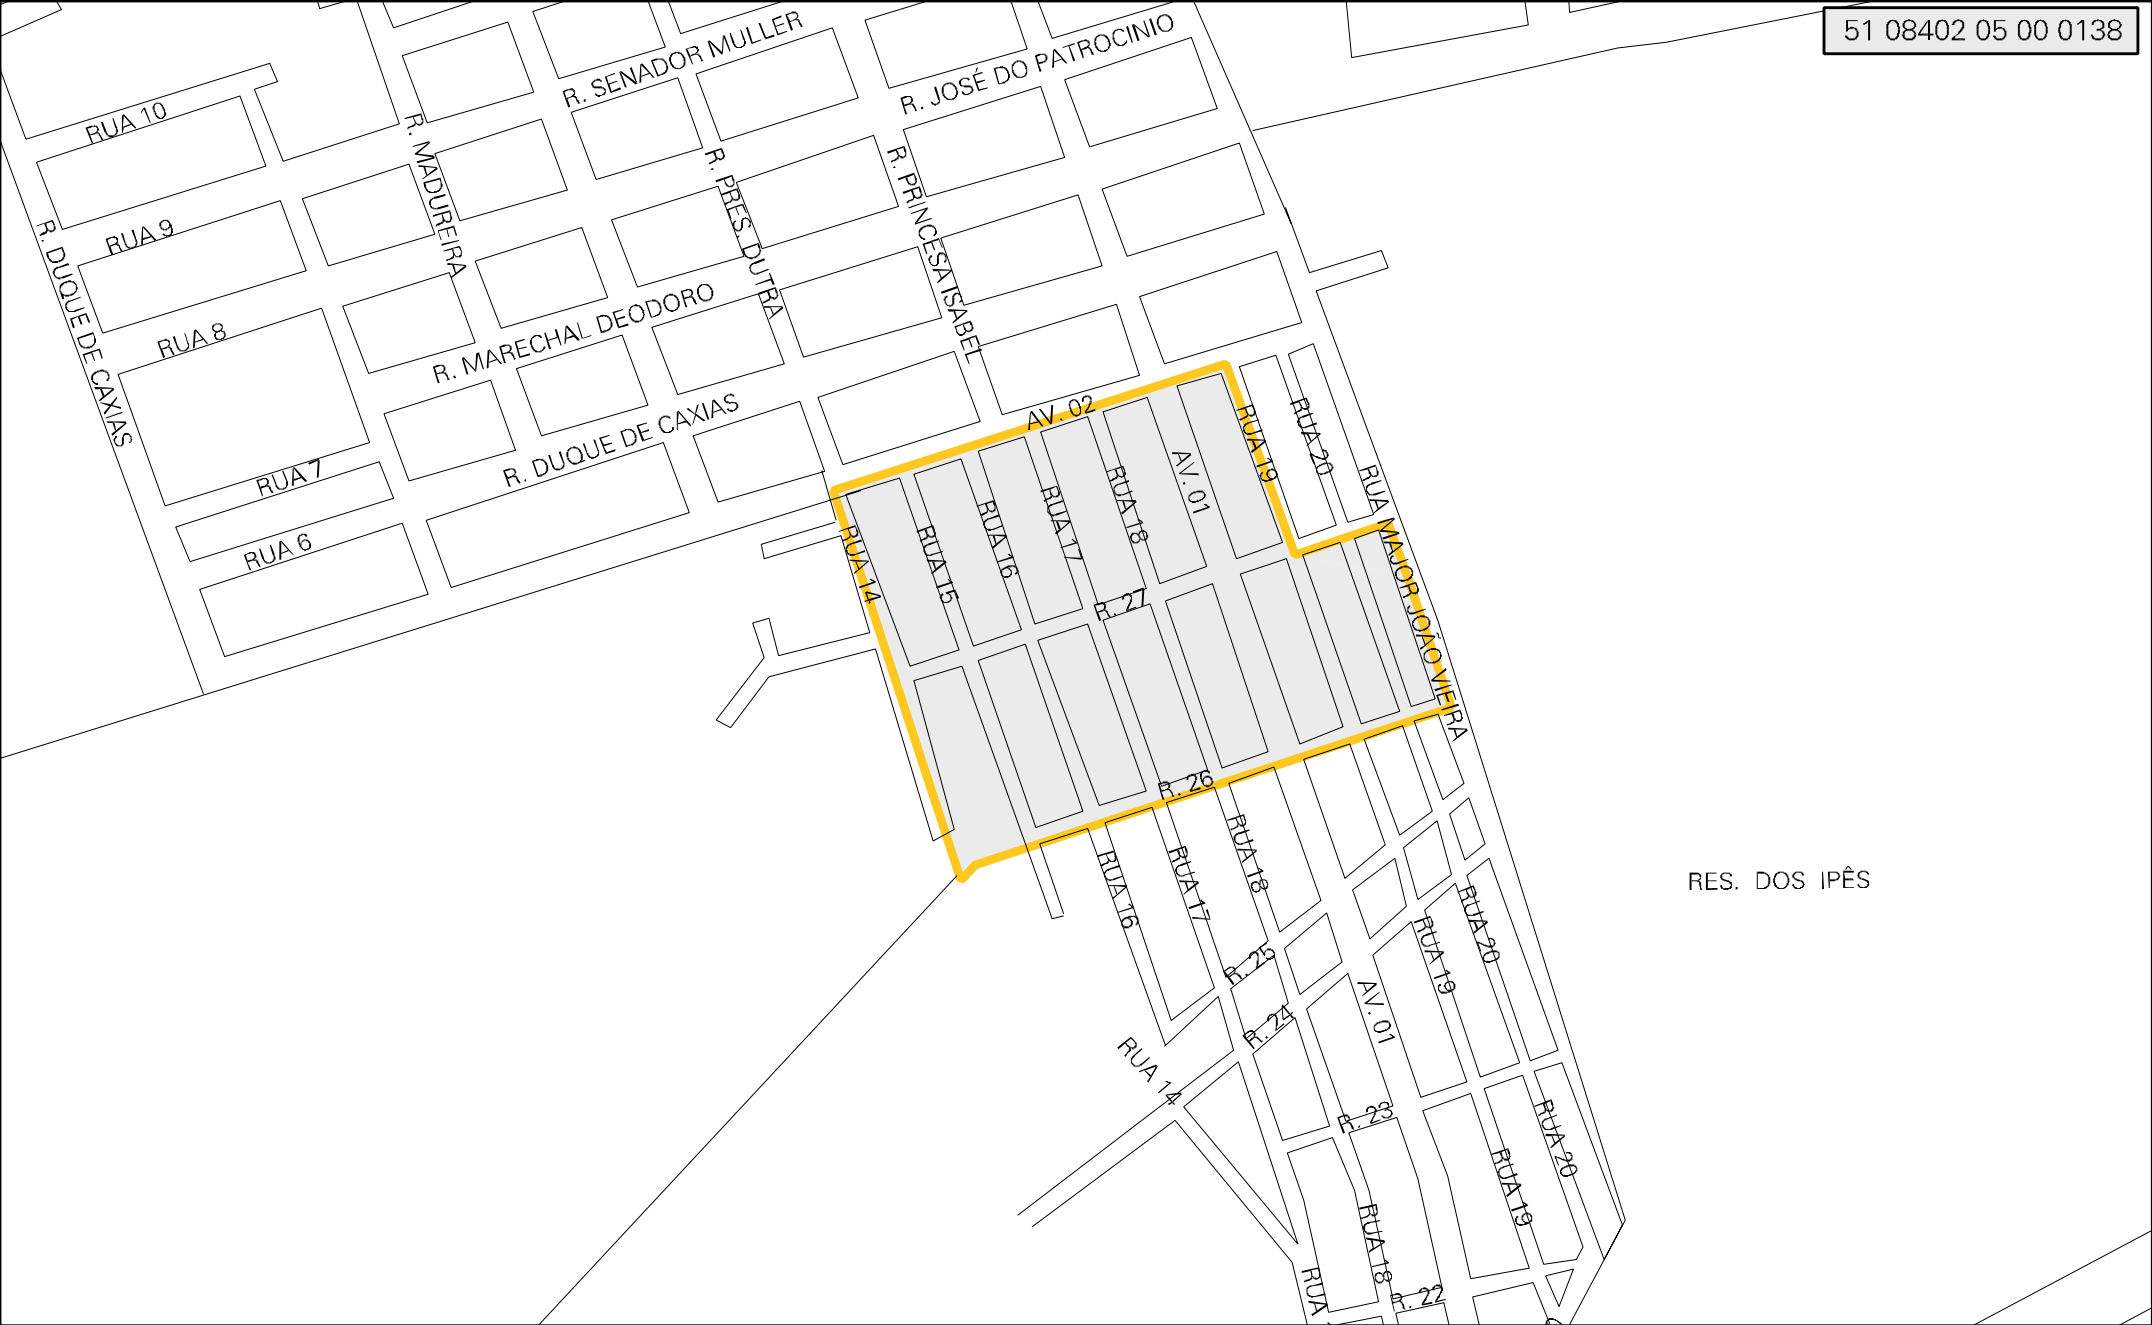 51 08402 05 00 0138
R. SENADOR MULLER
R. JOSÉ DO PATROCINIO
RUA 10
R. MADUREIRA
R. PRES. DUTRA
R. PRINCESA ISABEL
RUA 9
R. DUQUE DE CAXIAS
RUA 8
R. MARECHAL DEODORO
R. DUQUE DE CAXIAS
AV. 02
RUA 19
RUA 20
RUA 7
RUA 6
RUA 14
RUA 15
RUA 16
RUA 17
RUA 18
AV. 01
RUA MAJOR JOÃO VIEIRA
R. 27
R. 26
RUA 16
RUA 17
RUA 18
RES. DOS IPÊS
RUA 20
RUA 19
R. 25
R. 24
AV. 01
RUA 14
R. 23
RUA 20
RUA 19
RUA 18
R. 22
RUA